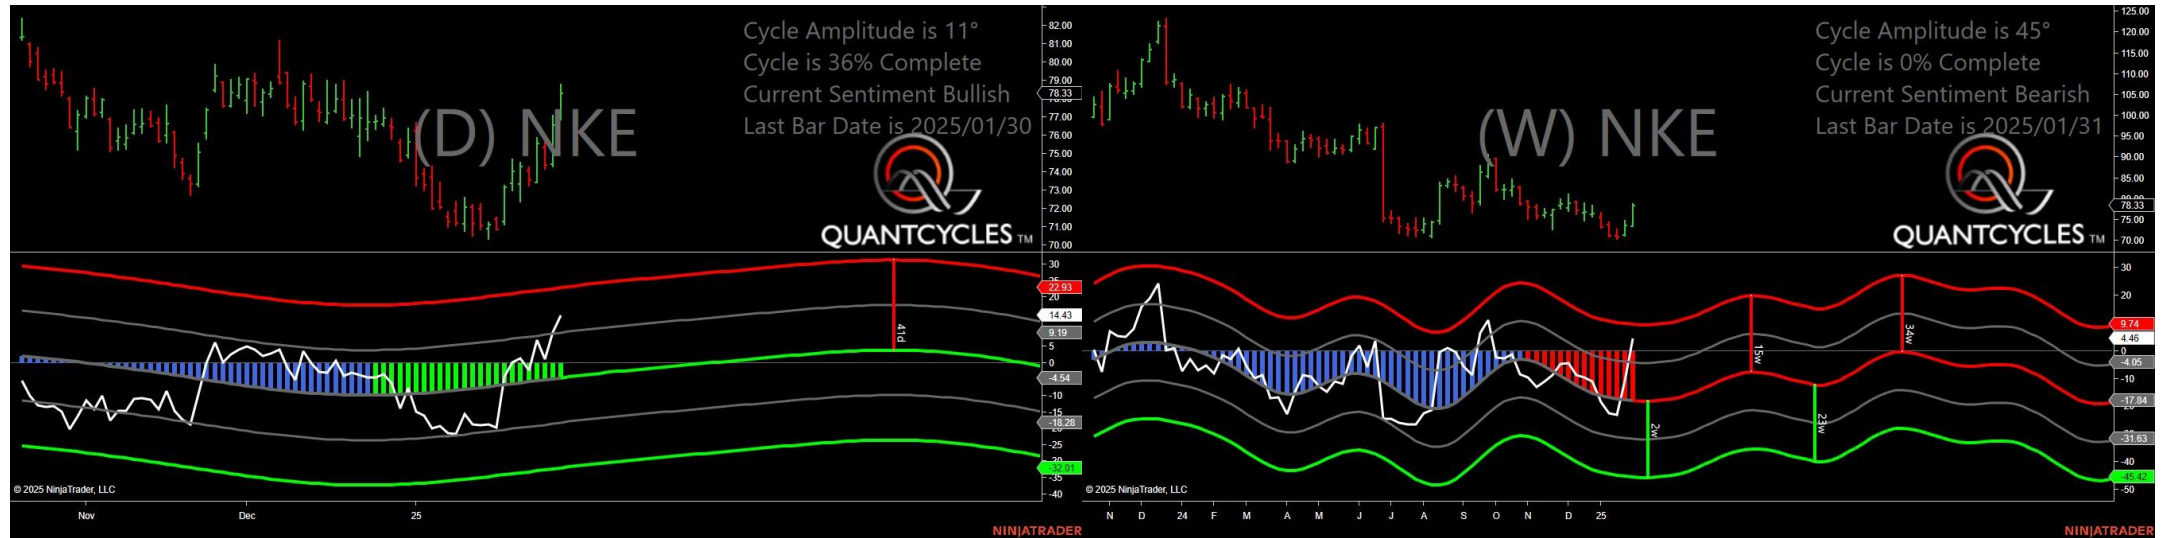 Cycle Amplitude is 11°
Cycle is 36% Complete
Current Sentiment Bullish
Last Bar Date is 2025/01/30
(D) NKE
QUANTCYCLES TM
82.00
81.00
80.00
79.00
78.33
77.00
76.00
75.00
74.00
73.00
72.00
71.00
70.00
41d
30
22.93
20
14.43
9.19
5
0
-4.54
-10
-15
-18.28
-32.01
-35
-40
© 2025 NinjaTrader, LLC
Nov Dec 25
NINJATRADER
Cycle Amplitude is 45°
Cycle is 0% Complete
Current Sentiment Bearish
Last Bar Date is 2025/01/31
(W) NKE
QUANTCYCLES TM
125.00
120.00
115.00
110.00
105.00
100.00
95.00
90.00
85.00
78.33
75.00
70.00
2w
15w
23w
34w
30
20
9.74
4.46
0
-4.05
-10
-17.84
-31.63
-40
-45.42
-50
© 2025 NinjaTrader, LLC
N D 24 F M A M J J A S O N D 25
NINJATRADER